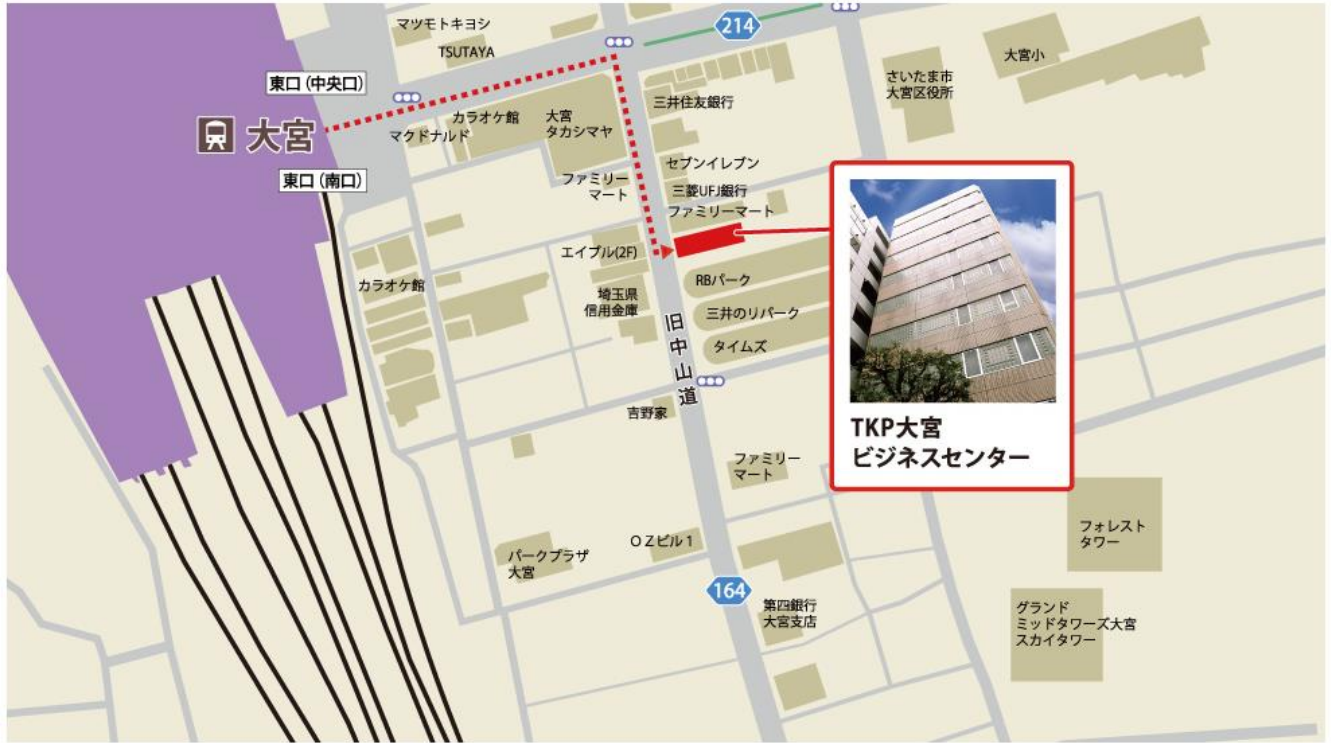 マツモトキヨシ
TSUTAYA
214
大宮小
さいたま市
大宮区役所
東口（中央口）
大宮
東口（南口）
マクドナルド
カラオケ館
大宮
タカシマヤ
三井住友銀行
セブンイレブン
三菱UFJ銀行
ファミリーマート
ファミリー
マート
エイブル(2F)
埼玉県
信用金庫
カラオケ館
RBパーク
三井のリパーク
タイムズ
旧中山道
吉野家
TKP大宮
ビジネスセンター
ファミリー
マート
ＯＺビル１
パークプラザ
大宮
164
第四銀行
大宮支店
フォレスト
タワー
グランド
ミッドタワーズ大宮
スカイタワー